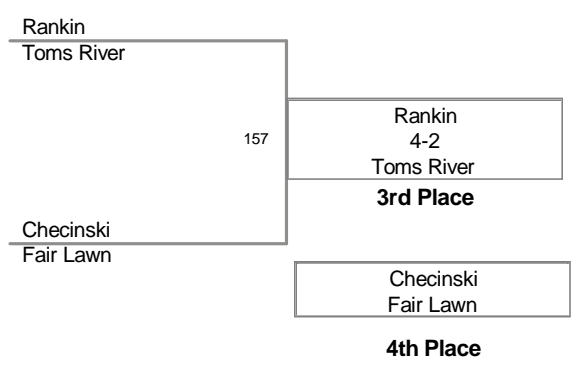 Rankin
Toms River
157
Rankin
4-2
Toms River
3rd Place
Checinski
Fair Lawn
Checinski
Fair Lawn
4th Place